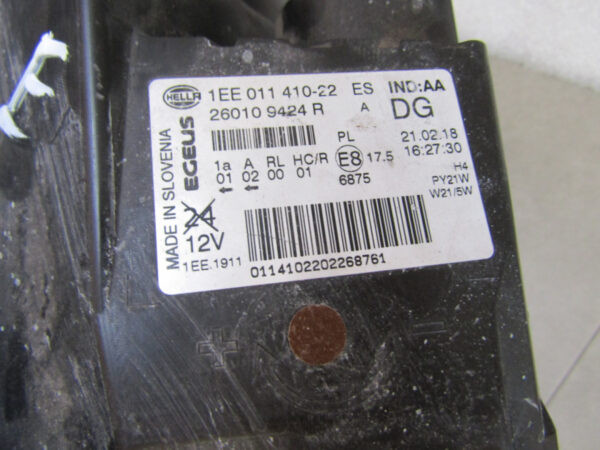 HELLA 1EE 011 410-22 ES IND:AA
26010 9424 R A DG
MADE IN SLOVENIA
EGEUS
PL 21.02.18
1a A RL HC/R E8 17.5 16:27:30
01 02 00 01 6875 H4
← ← PY21W
W21/5W
24
12V
1EE.1911
0114102202268761
+ -